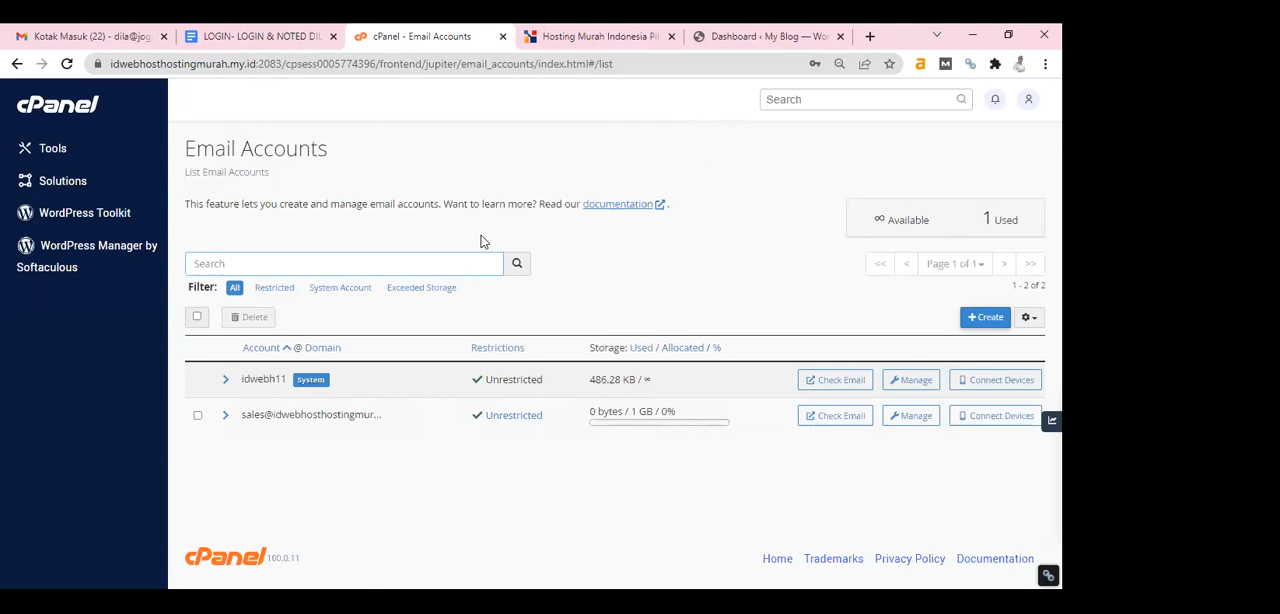 Kotak Masuk (22) - dila@jog
LOGIN- LOGIN & NOTED DIL
cPanel - Email Accounts
Hosting Murah Indonesia Pil
Dashboard ‹ My Blog — Wor
idwebhosthostingmurah.my.id:2083/cpsess0005774396/frontend/jupiter/email_accounts/index.html#/list
cPanel
Search
Tools
Solutions
WordPress Toolkit
WordPress Manager by
Softaculous
Email Accounts
List Email Accounts
This feature lets you create and manage email accounts. Want to learn more? Read our documentation .
∞ Available 1 Used
Search
<< < Page 1 of 1 > >>
Filter: All Restricted System Account Exceeded Storage
1 - 2 of 2
Delete
+ Create
Account @ Domain Restrictions Storage: Used / Allocated / %
idwebh11 System Unrestricted 486.28 KB / ∞ Check Email Manage Connect Devices
sales@idwebhosthostingmur... Unrestricted 0 bytes / 1 GB / 0% Check Email Manage Connect Devices
cPanel 100.0.11
Home Trademarks Privacy Policy Documentation